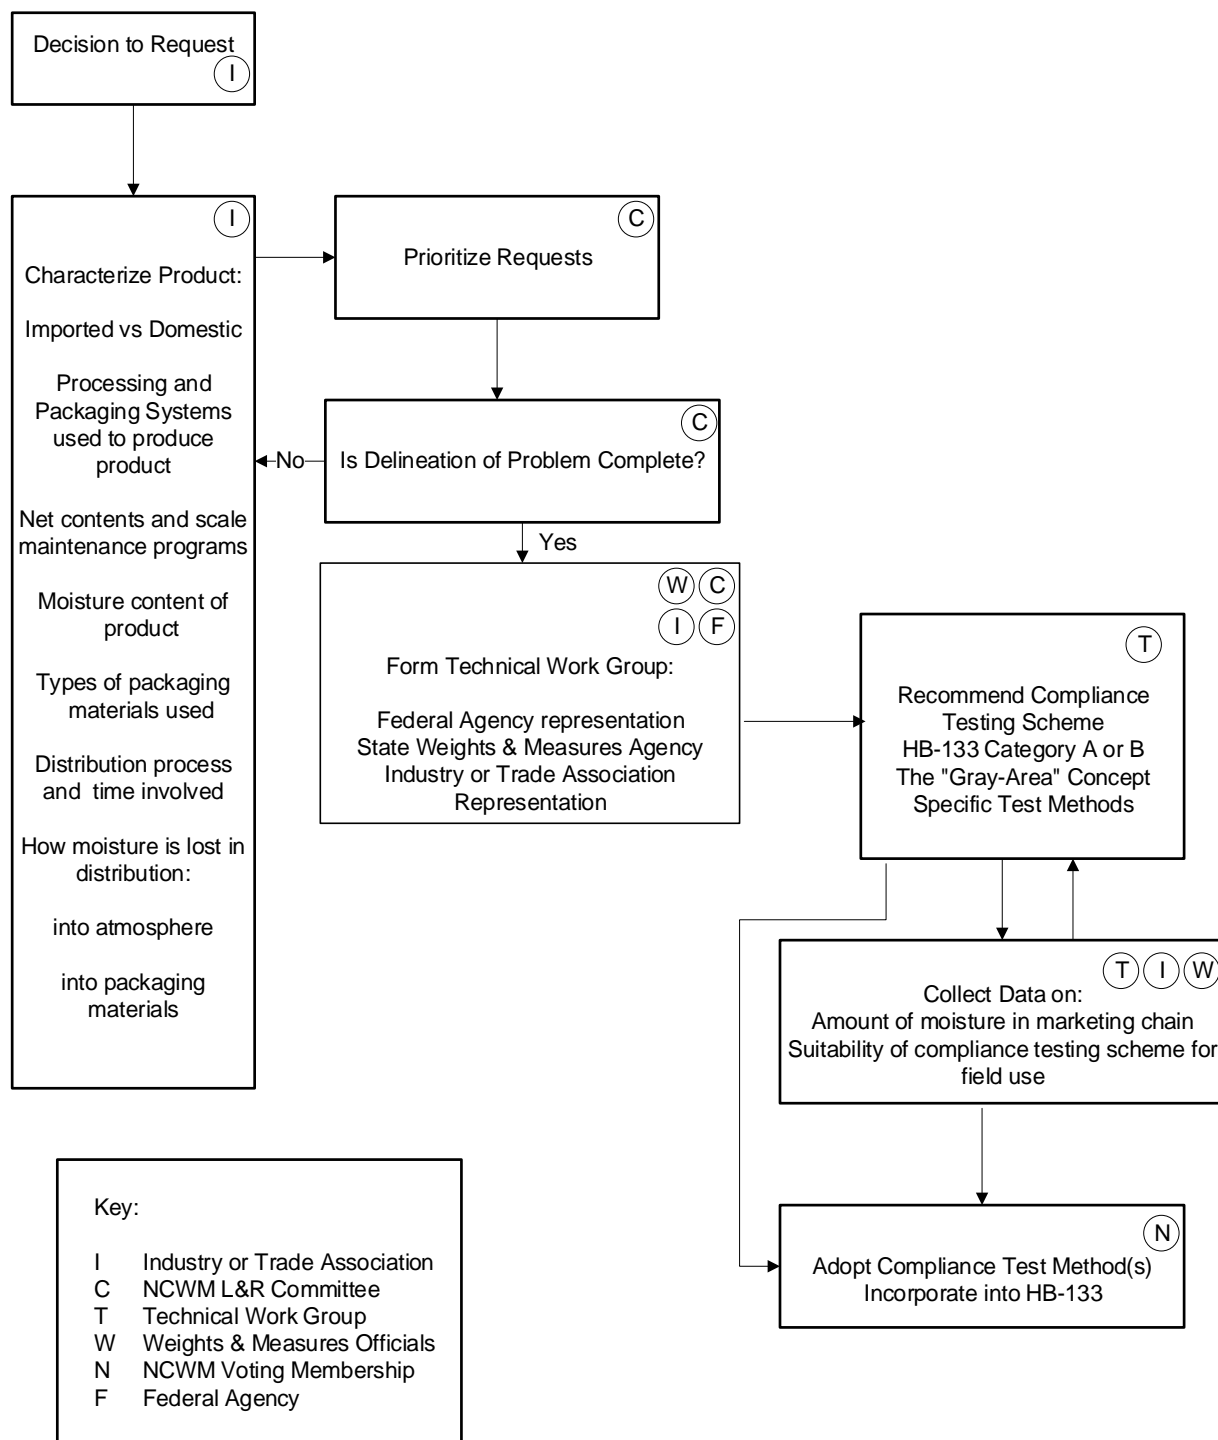 Decision to Request
I
I
Characterize Product:
Imported vs Domestic
Processing and
Packaging Systems
used to produce
product
Net contents and scale
maintenance programs
Moisture content of
product
Types of packaging
materials used
Distribution process
and time involved
How moisture is lost in
distribution:
into atmosphere
into packaging
materials
C
Prioritize Requests
C
Is Delineation of Problem Complete?
No
Yes
W C
I F
Form Technical Work Group:
Federal Agency representation
State Weights & Measures Agency
Industry or Trade Association
Representation
T
Recommend Compliance
Testing Scheme
HB-133 Category A or B
The "Gray-Area" Concept
Specific Test Methods
T I W
Collect Data on:
Amount of moisture in marketing chain
Suitability of compliance testing scheme for
field use
N
Adopt Compliance Test Method(s)
Incorporate into HB-133
Key:
I Industry or Trade Association
C NCWM L&R Committee
T Technical Work Group
W Weights & Measures Officials
N NCWM Voting Membership
F Federal Agency